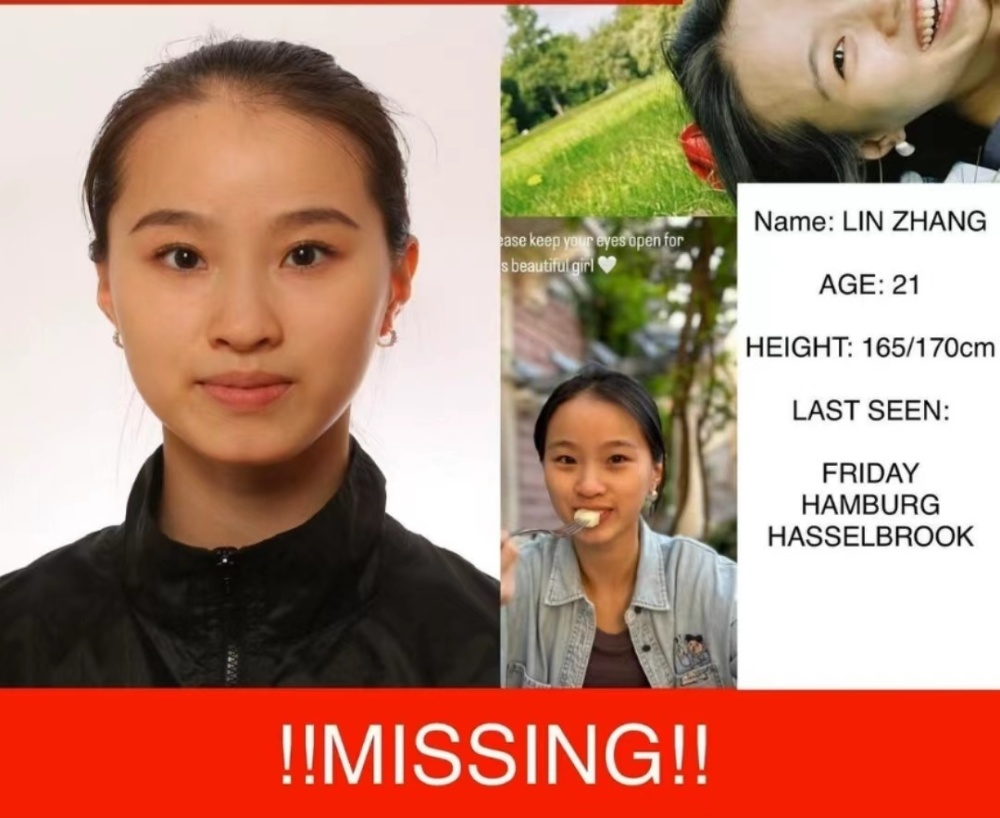 ease keep your eyes open for
s beautiful girl
Name: LIN ZHANG
AGE: 21
HEIGHT: 165/170cm
LAST SEEN:
FRIDAY
HAMBURG
HASSELBROOK
!!MISSING!!